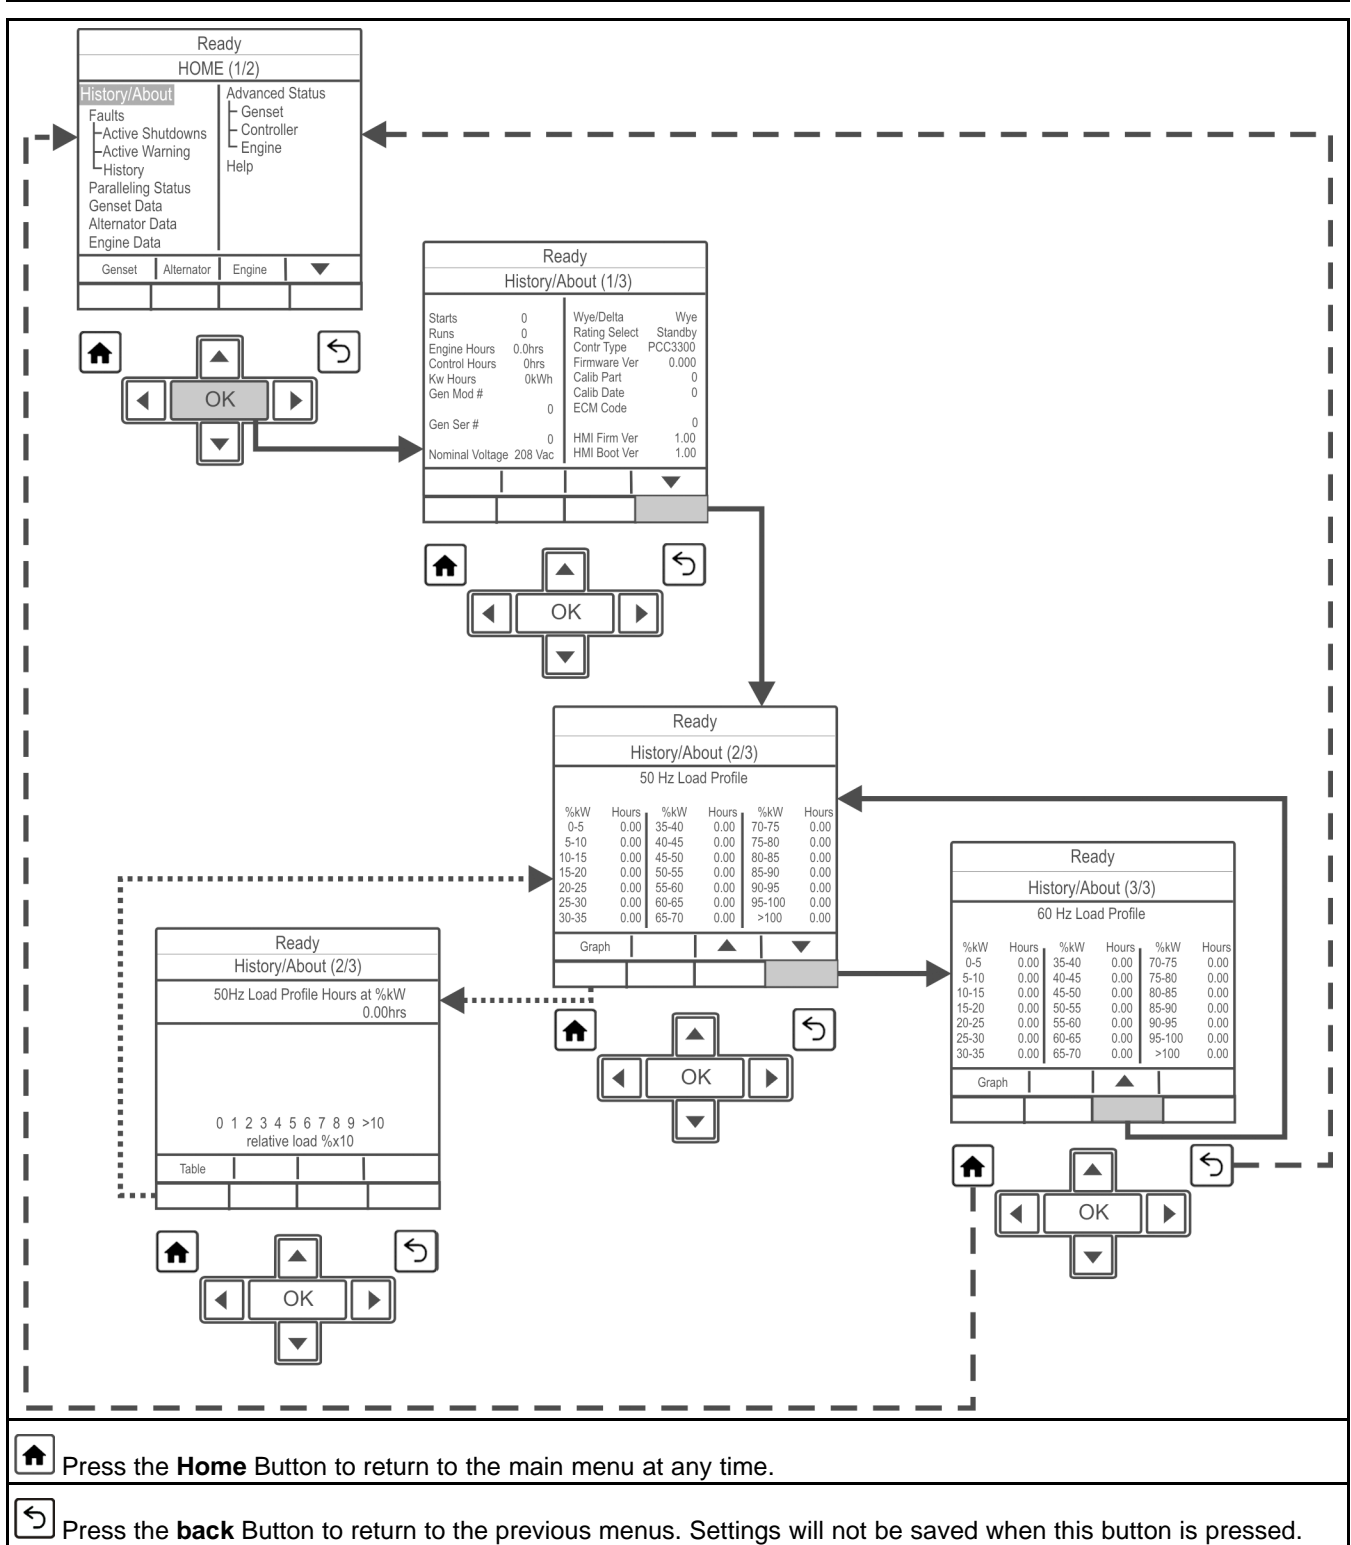 Ready
HOME (1/2)
History/About
Faults
Active Shutdowns
Active Warning
History
Paralleling Status
Genset Data
Alternator Data
Engine Data
Advanced Status
Genset
Controller
Engine
Help
Genset Alternator Engine
OK
Ready
History/About (1/3)
Starts 0
Runs 0
Engine Hours 0.0hrs
Control Hours 0hrs
Kw Hours 0kWh
Gen Mod #
0
Gen Ser #
0
Nominal Voltage 208 Vac
Wye/Delta Wye
Rating Select Standby
Contr Type PCC3300
Firmware Ver 0.000
Calib Part 0
Calib Date 0
ECM Code
0
HMI Firm Ver 1.00
HMI Boot Ver 1.00
OK
Ready
History/About (2/3)
50 Hz Load Profile
%kW Hours %kW Hours %kW Hours
0-5 0.00 35-40 0.00 70-75 0.00
5-10 0.00 40-45 0.00 75-80 0.00
10-15 0.00 45-50 0.00 80-85 0.00
15-20 0.00 50-55 0.00 85-90 0.00
20-25 0.00 55-60 0.00 90-95 0.00
25-30 0.00 60-65 0.00 95-100 0.00
30-35 0.00 65-70 0.00 >100 0.00
Graph
OK
Ready
History/About (3/3)
60 Hz Load Profile
%kW Hours %kW Hours %kW Hours
0-5 0.00 35-40 0.00 70-75 0.00
5-10 0.00 40-45 0.00 75-80 0.00
10-15 0.00 45-50 0.00 80-85 0.00
15-20 0.00 50-55 0.00 85-90 0.00
20-25 0.00 55-60 0.00 90-95 0.00
25-30 0.00 60-65 0.00 95-100 0.00
30-35 0.00 65-70 0.00 >100 0.00
Graph
OK
Ready
History/About (2/3)
50Hz Load Profile Hours at %kW
0.00hrs
0 1 2 3 4 5 6 7 8 9 >10
relative load %x10
Table
OK
Press the Home Button to return to the main menu at any time.
Press the back Button to return to the previous menus. Settings will not be saved when this button is pressed.